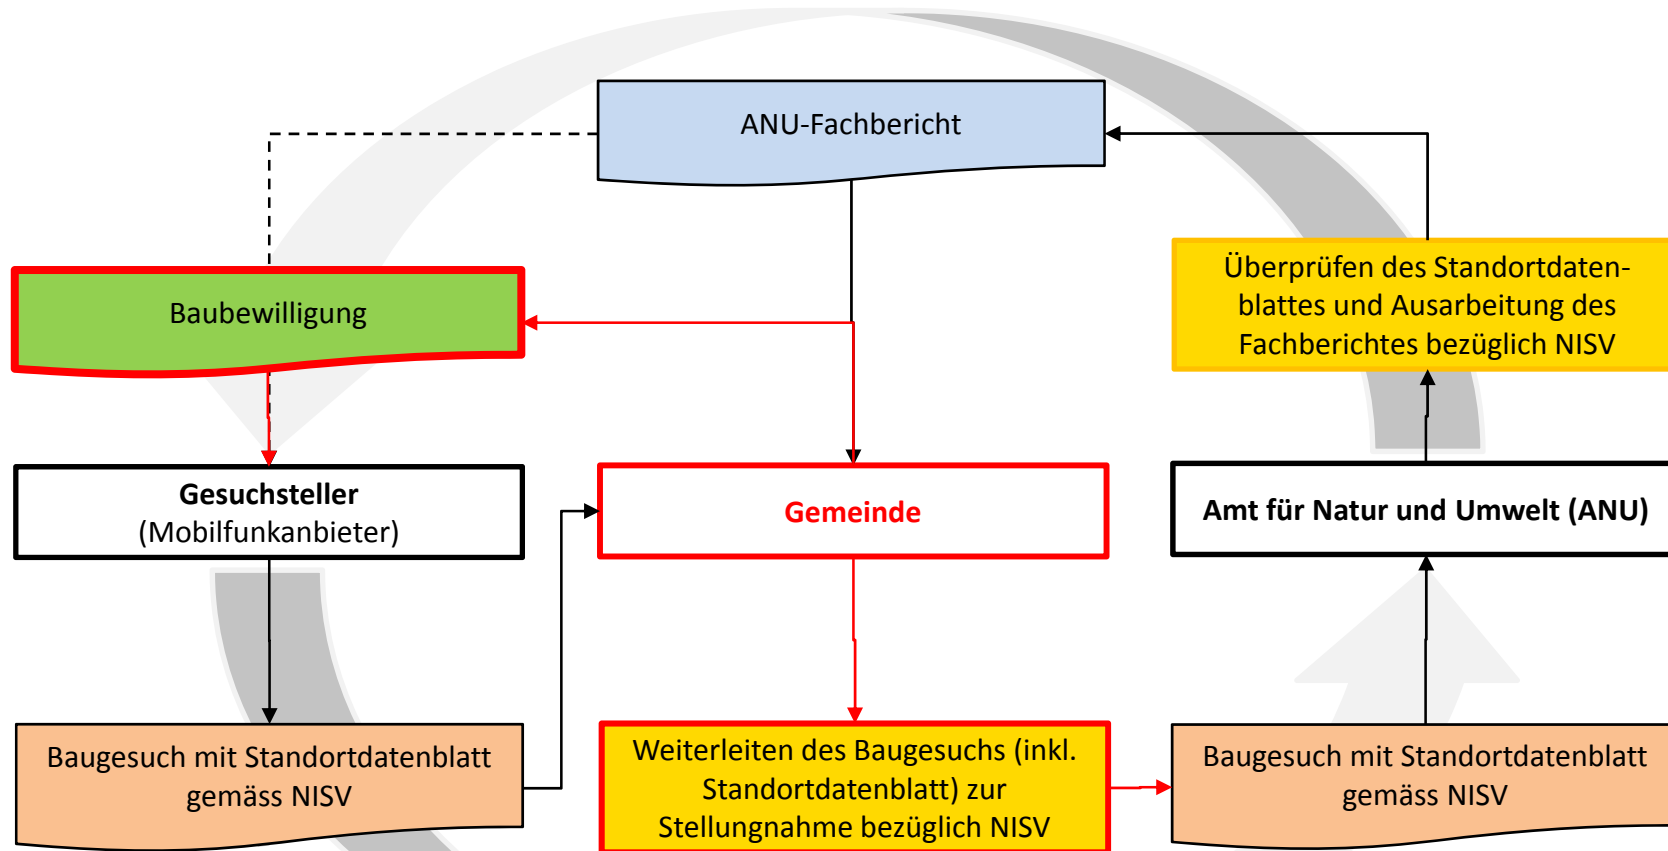 ANU-Fachbericht
Baubewilligung
Überprüfen des Standortdaten-
blattes und Ausarbeitung des
Fachberichtes bezüglich NISV
Gesuchsteller
(Mobilfunkanbieter)
Gemeinde
Amt für Natur und Umwelt (ANU)
Baugesuch mit Standortdatenblatt
gemäss NISV
Weiterleiten des Baugesuchs (inkl.
Standortdatenblatt) zur
Stellungnahme bezüglich NISV
Baugesuch mit Standortdatenblatt
gemäss NISV